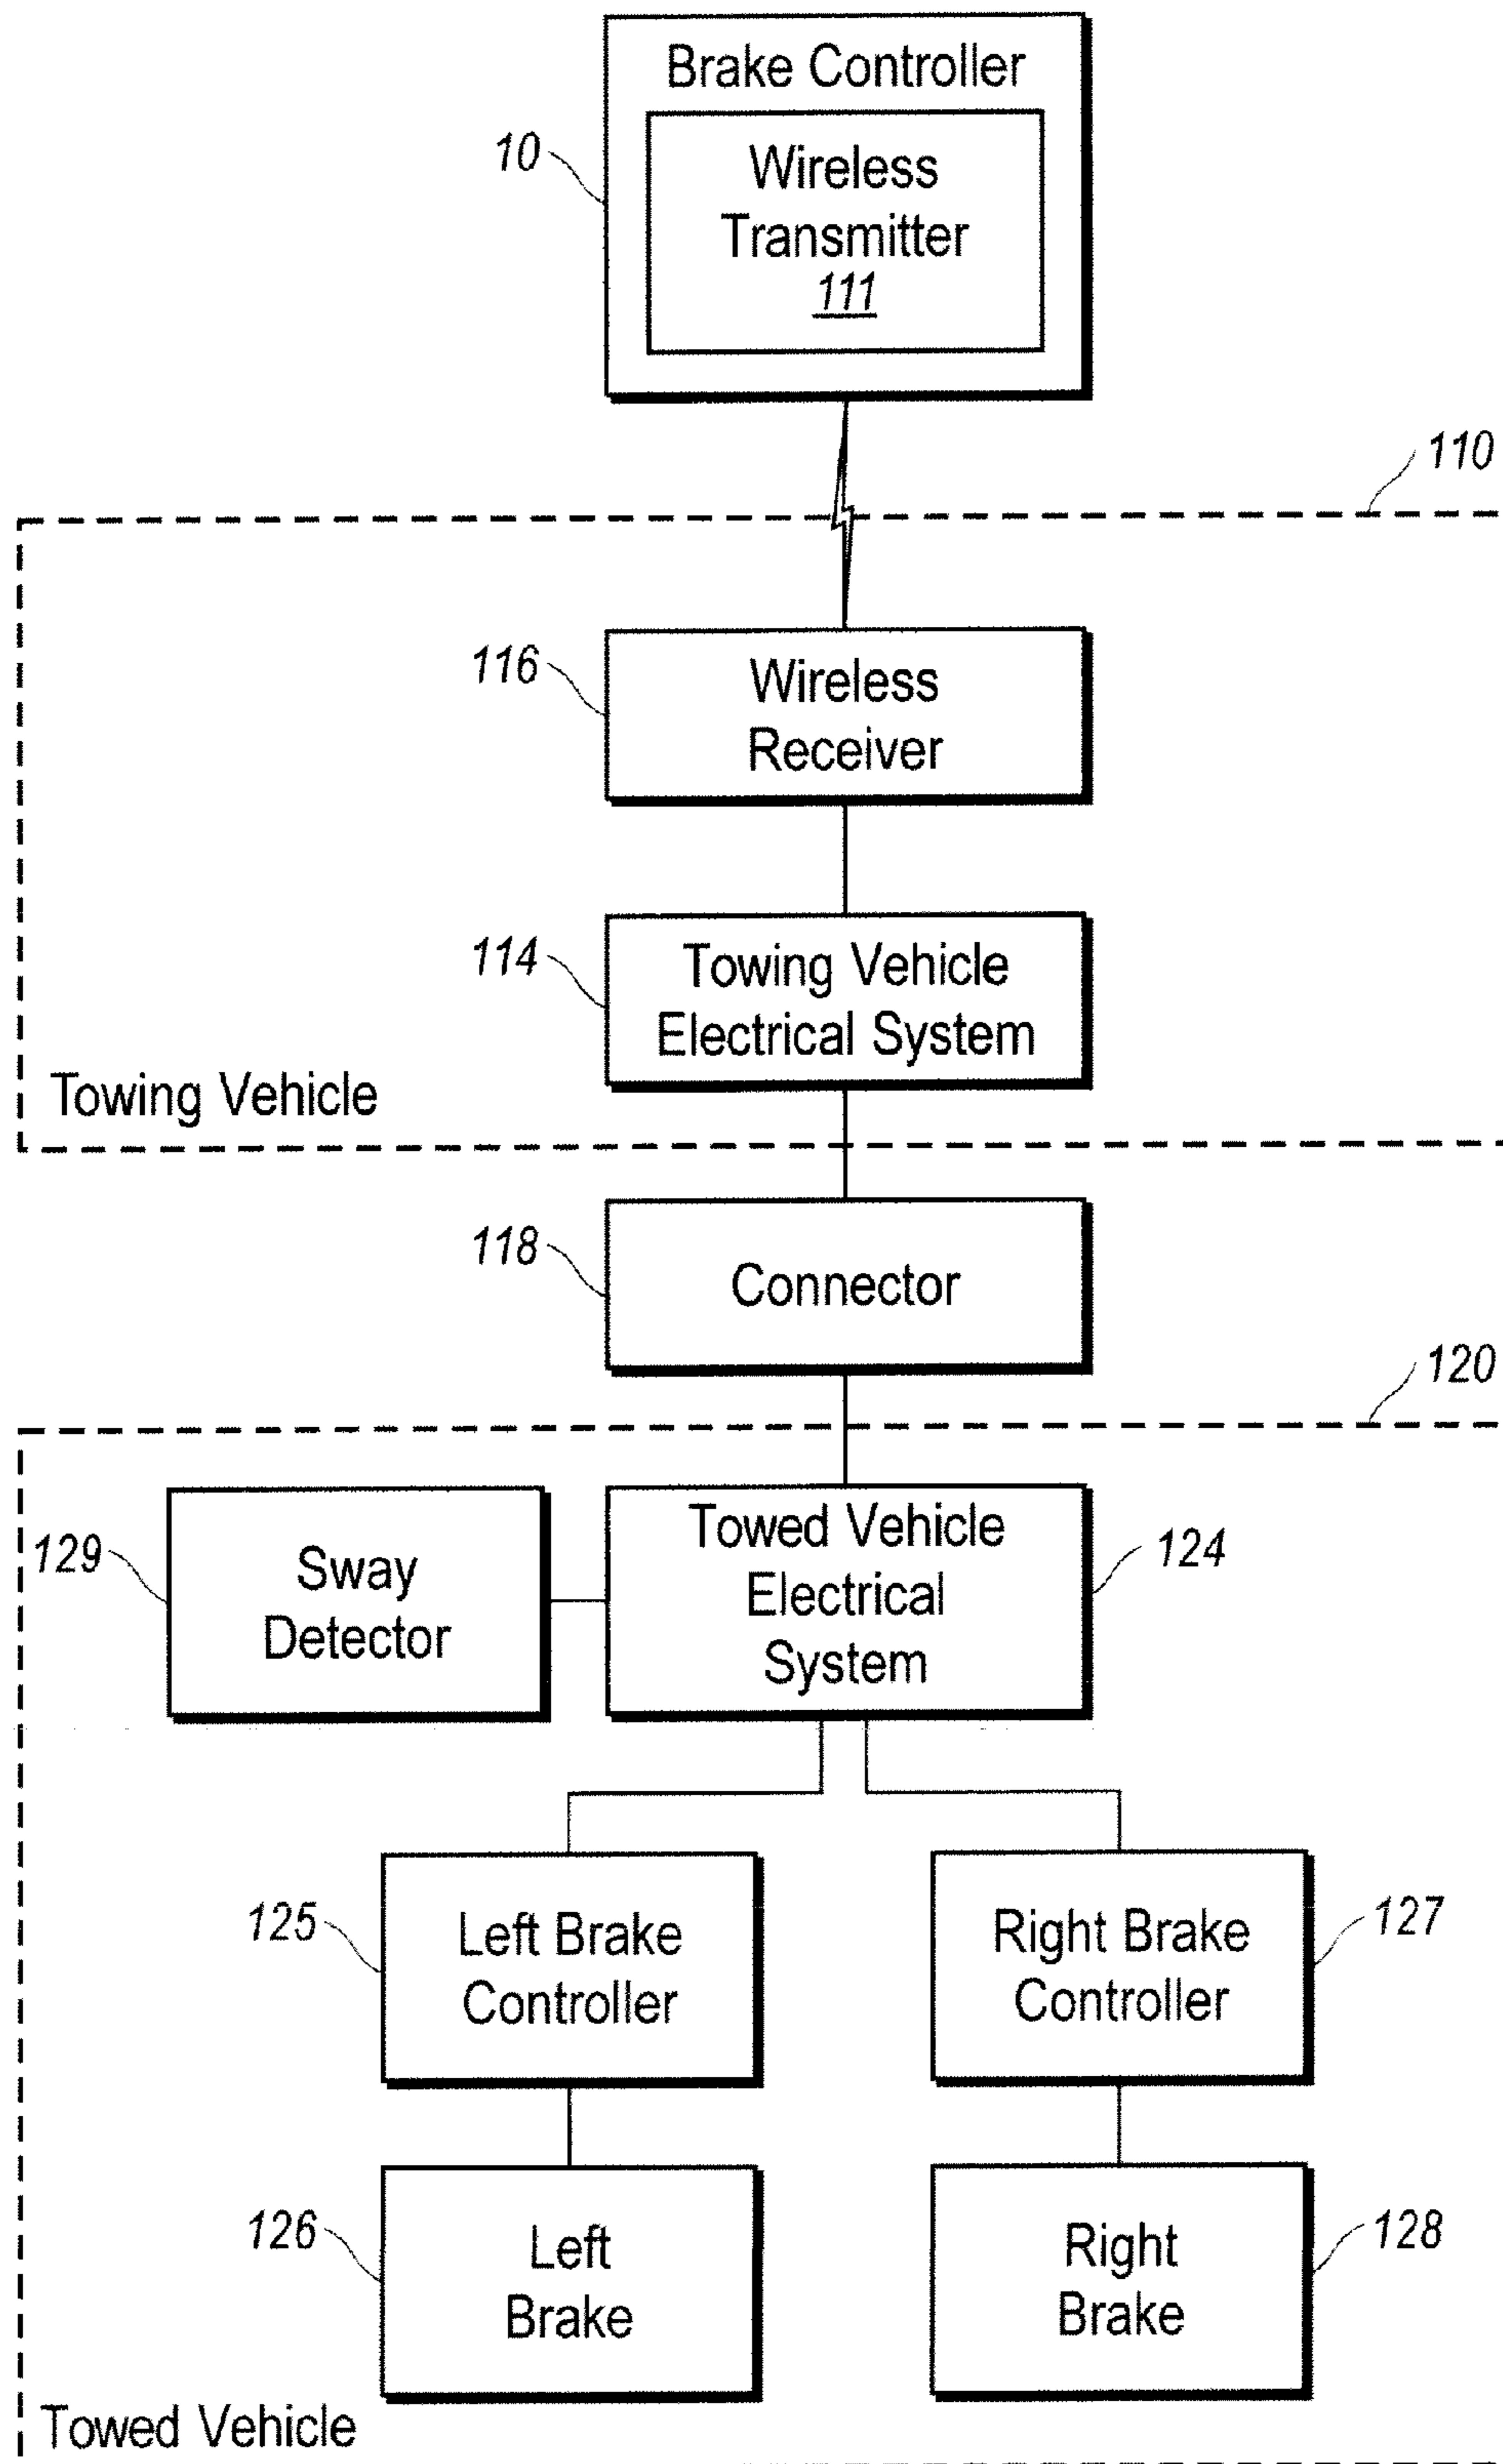 Brake Controller
10
Wireless
Transmitter
111
110
116
Wireless
Receiver
114
Towing Vehicle
Electrical System
Towing Vehicle
118
Connector
120
129
Sway
Detector
Towed Vehicle
Electrical
System
124
125
Left Brake
Controller
Right Brake
Controller
127
126
Left
Brake
Right
Brake
128
Towed Vehicle